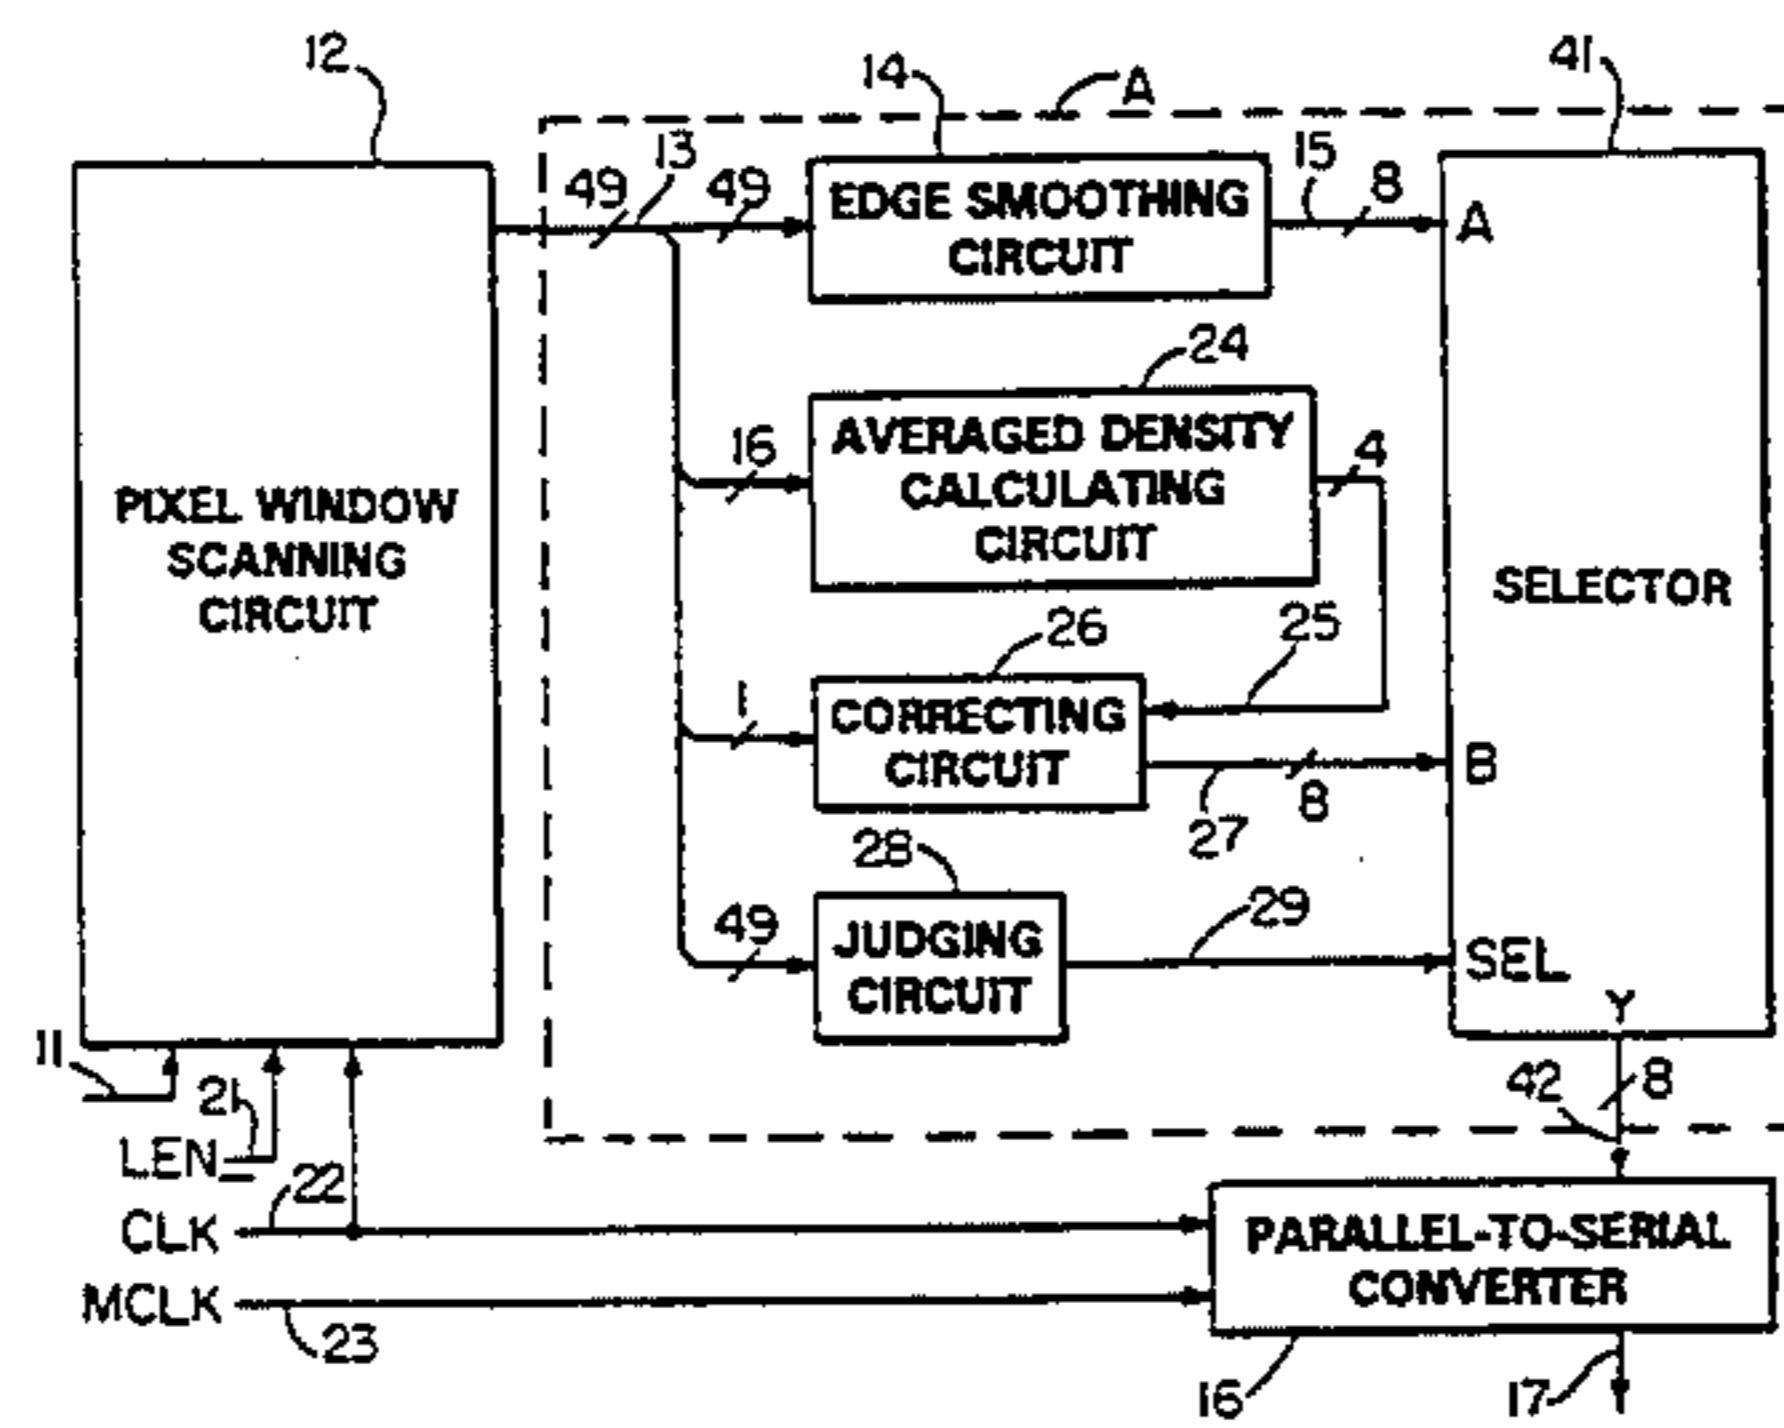 12
14
A
41
49
13
49
EDGE SMOOTHING
CIRCUIT
15
8
A
24
16
AVERAGED DENSITY
CALCULATING
CIRCUIT
4
PIXEL WINDOW
SCANNING
CIRCUIT
SELECTOR
26
25
1
CORRECTING
CIRCUIT
B
8
27
28
49
JUDGING
CIRCUIT
29
SEL
Y
11
21
42
8
LEN
22
CLK
PARALLEL-TO-SERIAL
CONVERTER
MCLK
23
16
17